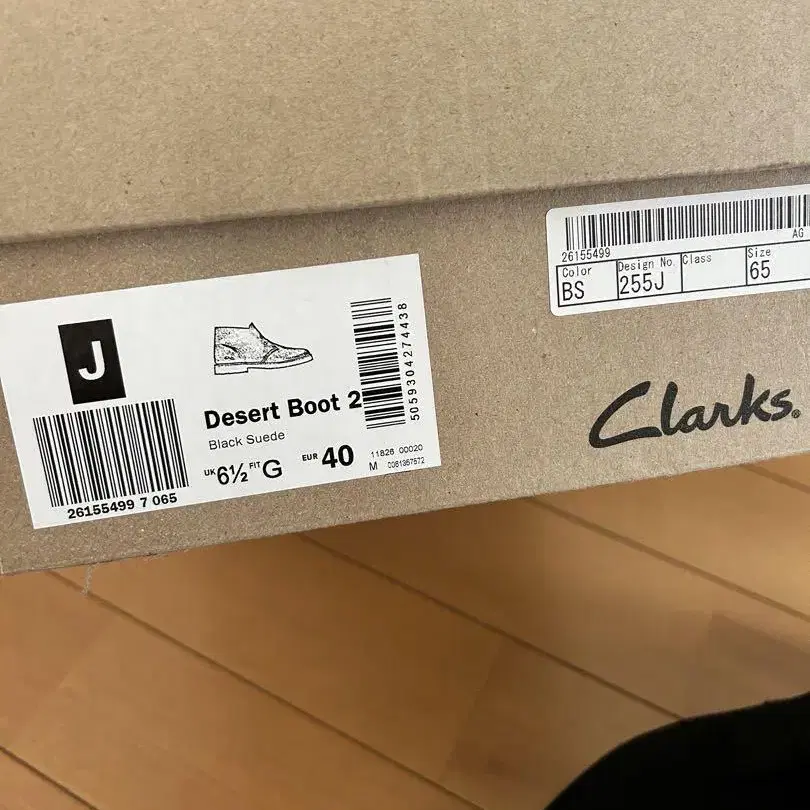 J
26155499 7 065
Desert Boot 2
Black Suede
UK 6½ FIT G EUR 40
11826 00020
M 0061357572
5059304274438
AG
26155499
Color Design No. Class Size
BS 255J 65
Clarks®